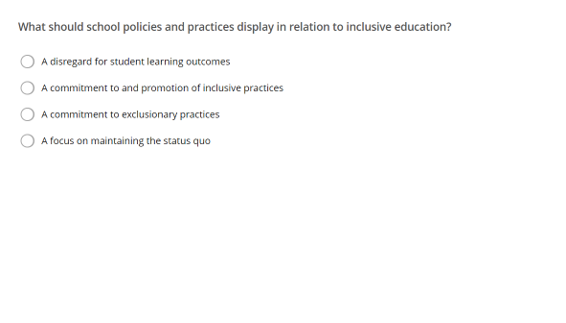 What should school policies and practices display in relation to inclusive education?
A disregard for student learning outcomes
A commitment to and promotion of inclusive practices
A commitment to exclusionary practices
A focus on maintaining the status quo